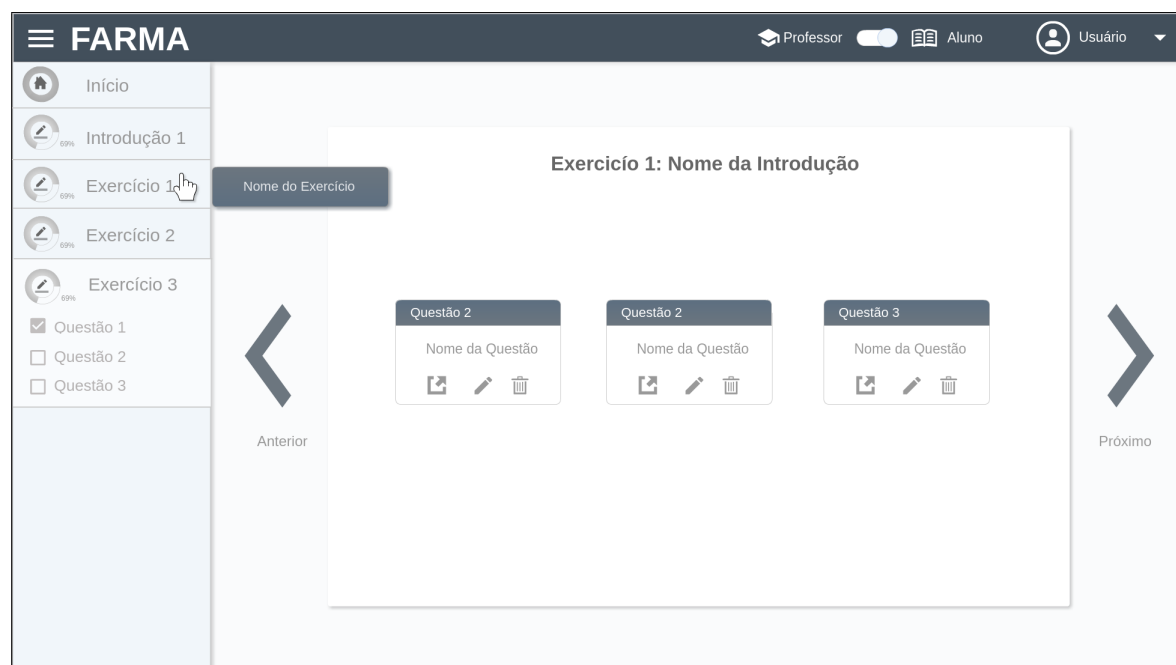 FARMA
Professor
Aluno
Usuário
Início
69%
Introdução 1
69%
Exercício 1
Nome do Exercício
69%
Exercício 2
69%
Exercício 3
Questão 1
Questão 2
Questão 3
Exercicío 1: Nome da Introdução
Questão 2
Nome da Questão
Questão 2
Nome da Questão
Questão 3
Nome da Questão
Anterior
Próximo